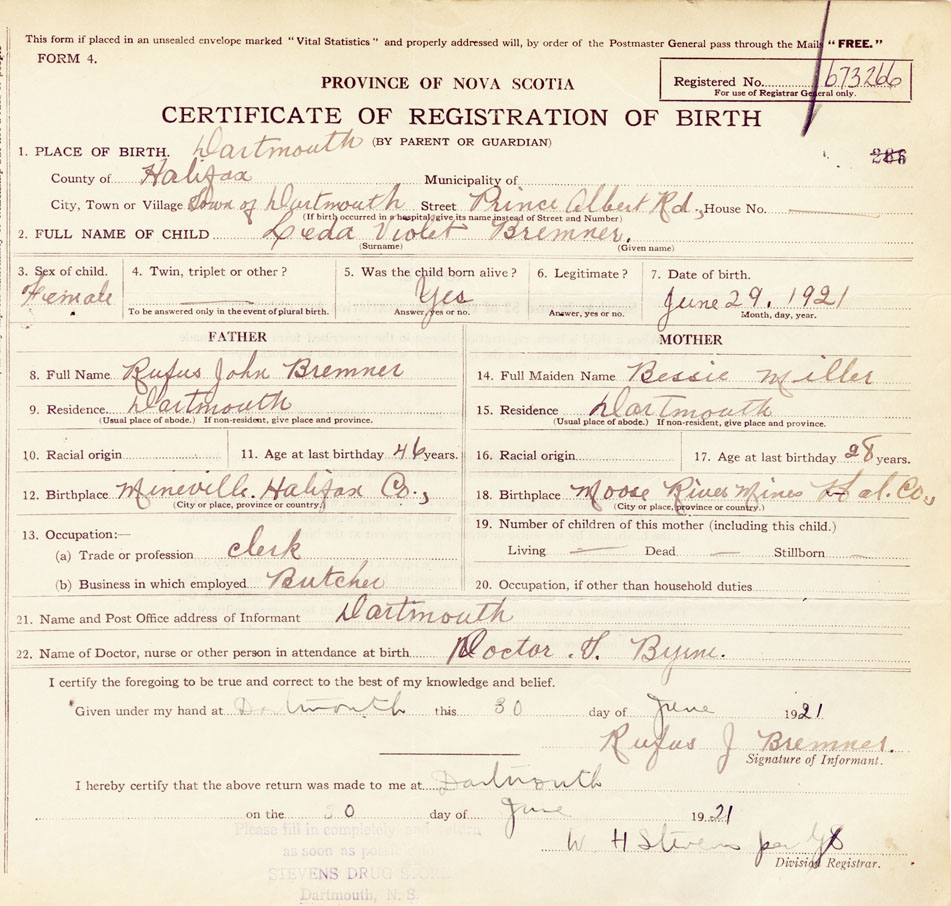 This form if placed in an unsealed envelope marked "Vital Statistics" and properly addressed will, by order of the Postmaster General pass through the Mails "FREE."
FORM 4.
Registered No. 673266
For use of Registrar General only.
PROVINCE OF NOVA SCOTIA
CERTIFICATE OF REGISTRATION OF BIRTH
(BY PARENT OR GUARDIAN)
1. PLACE OF BIRTH. Dartmouth
County of Halifax Municipality of
City, Town or Village Town of Dartmouth Street Prince Albert Rd., House No.
(If birth occurred in a hospital, give its name instead of Street and Number)
2. FULL NAME OF CHILD Leda Violet Bremner.
(Surname) (Given name)
3. Sex of child. 4. Twin, triplet or other? 5. Was the child born alive? 6. Legitimate? 7. Date of birth.
Female Yes June 29, 1921
To be answered only in the event of plural birth. Answer, yes or no. Answer, yes or no. Month, day, year.
FATHER MOTHER
8. Full Name Rufus John Bremner 14. Full Maiden Name Bessie Miller
9. Residence. Dartmouth 15. Residence Dartmouth
(Usual place of abode.) If non-resident, give place and province. (Usual place of abode.) If non-resident, give place and province.
10. Racial origin 11. Age at last birthday 46 years. 16. Racial origin 17. Age at last birthday 28 years.
12. Birthplace Mineville. Halifax Co., 18. Birthplace Moose River Mines Hal. Co.,
(City or place, province or country.) (City or place, province or country.)
13. Occupation:— 19. Number of children of this mother (including this child.)
(a) Trade or profession clerk Living — Dead — Stillborn —
(b) Business in which employed Butcher 20. Occupation, if other than household duties
21. Name and Post Office address of Informant Dartmouth
22. Name of Doctor, nurse or other person in attendance at birth Doctor . T. Byrne.
I certify the foregoing to be true and correct to the best of my knowledge and belief.
Given under my hand at Dartmouth this 30 day of June 1921
Rufus J Bremner.
Signature of Informant.
I hereby certify that the above return was made to me at Dartmouth
on the 30 day of June 1921
W H Stevens
Division Registrar.
Please fill in completely and return
as soon as possible
STEVENS DRUG STORE
Dartmouth, N. S.